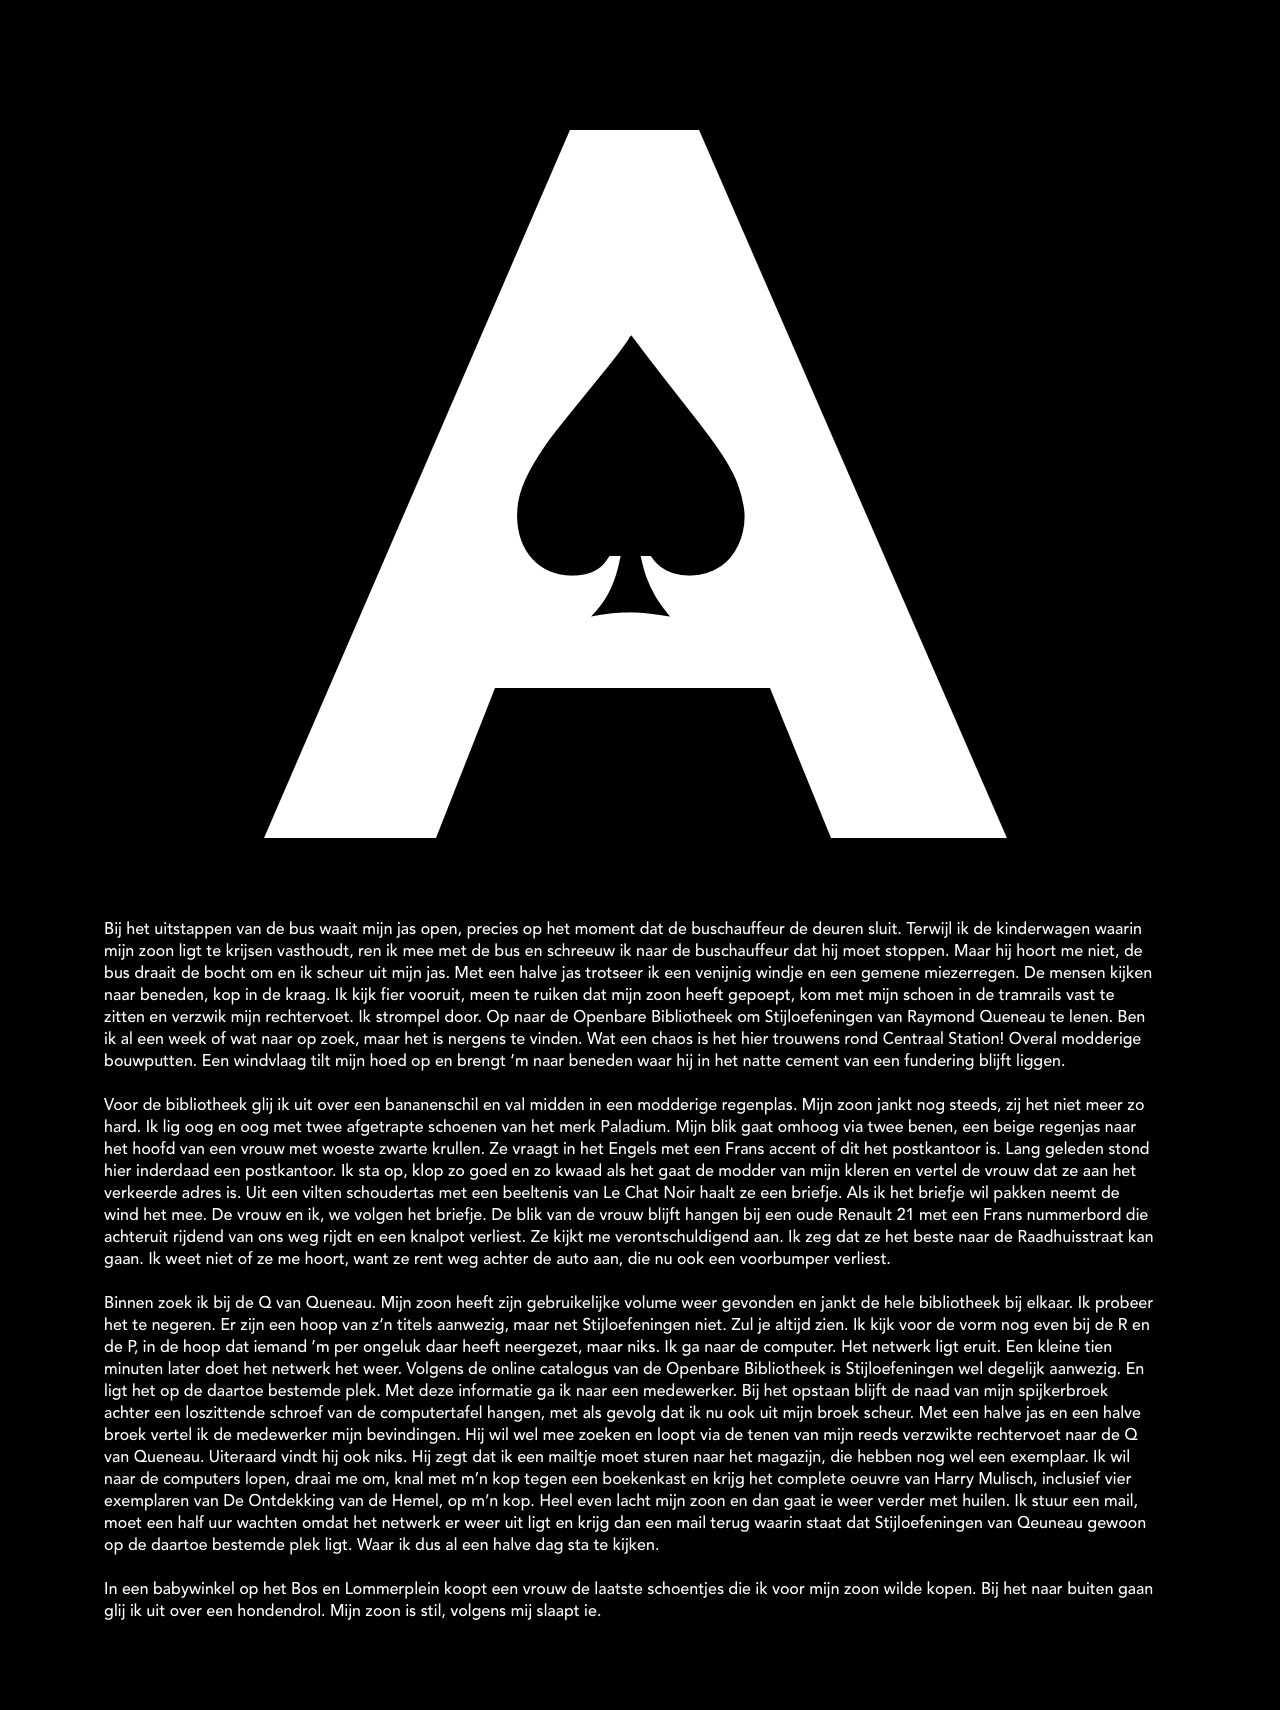 A
Bij het uitstappen van de bus waait mijn jas open, precies op het moment dat de buschauffeur de deuren sluit. Terwijl ik de kinderwagen waarin
mijn zoon ligt te krijsen vasthoudt, ren ik mee met de bus en schreeuw ik naar de buschauffeur dat hij moet stoppen. Maar hij hoort me niet, de
bus draait de bocht om en ik scheur uit mijn jas. Met een halve jas trotseer ik een venijnig windje en een gemene miezerregen. De mensen kijken
naar beneden, kop in de kraag. Ik kijk fier vooruit, meen te ruiken dat mijn zoon heeft gepoept, kom met mijn schoen in de tramrails vast te
zitten en verzwik mijn rechtervoet. Ik strompel door. Op naar de Openbare Bibliotheek om Stijloefeningen van Raymond Queneau te lenen. Ben
ik al een week of wat naar op zoek, maar het is nergens te vinden. Wat een chaos is het hier trouwens rond Centraal Station! Overal modderige
bouwputten. Een windvlaag tilt mijn hoed op en brengt ’m naar beneden waar hij in het natte cement van een fundering blijft liggen.
Voor de bibliotheek glij ik uit over een bananenschil en val midden in een modderige regenplas. Mijn zoon jankt nog steeds, zij het niet meer zo
hard. Ik lig oog en oog met twee afgetrapte schoenen van het merk Paladium. Mijn blik gaat omhoog via twee benen, een beige regenjas naar
het hoofd van een vrouw met woeste zwarte krullen. Ze vraagt in het Engels met een Frans accent of dit het postkantoor is. Lang geleden stond
hier inderdaad een postkantoor. Ik sta op, klop zo goed en zo kwaad als het gaat de modder van mijn kleren en vertel de vrouw dat ze aan het
verkeerde adres is. Uit een vilten schoudertas met een beeltenis van Le Chat Noir haalt ze een briefje. Als ik het briefje wil pakken neemt de
wind het mee. De vrouw en ik, we volgen het briefje. De blik van de vrouw blijft hangen bij een oude Renault 21 met een Frans nummerbord die
achteruit rijdend van ons weg rijdt en een knalpot verliest. Ze kijkt me verontschuldigend aan. Ik zeg dat ze het beste naar de Raadhuisstraat kan
gaan. Ik weet niet of ze me hoort, want ze rent weg achter de auto aan, die nu ook een voorbumper verliest.
Binnen zoek ik bij de Q van Queneau. Mijn zoon heeft zijn gebruikelijke volume weer gevonden en jankt de hele bibliotheek bij elkaar. Ik probeer
het te negeren. Er zijn een hoop van z’n titels aanwezig, maar net Stijloefeningen niet. Zul je altijd zien. Ik kijk voor de vorm nog even bij de R en
de P, in de hoop dat iemand ’m per ongeluk daar heeft neergezet, maar niks. Ik ga naar de computer. Het netwerk ligt eruit. Een kleine tien
minuten later doet het netwerk het weer. Volgens de online catalogus van de Openbare Bibliotheek is Stijloefeningen wel degelijk aanwezig. En
ligt het op de daartoe bestemde plek. Met deze informatie ga ik naar een medewerker. Bij het opstaan blijft de naad van mijn spijkerbroek
achter een loszittende schroef van de computertafel hangen, met als gevolg dat ik nu ook uit mijn broek scheur. Met een halve jas en een halve
broek vertel ik de medewerker mijn bevindingen. Hij wil wel mee zoeken en loopt via de tenen van mijn reeds verzwikte rechtervoet naar de Q
van Queneau. Uiteraard vindt hij ook niks. Hij zegt dat ik een mailtje moet sturen naar het magazijn, die hebben nog wel een exemplaar. Ik wil
naar de computers lopen, draai me om, knal met m’n kop tegen een boekenkast en krijg het complete oeuvre van Harry Mulisch, inclusief vier
exemplaren van De Ontdekking van de Hemel, op m’n kop. Heel even lacht mijn zoon en dan gaat ie weer verder met huilen. Ik stuur een mail,
moet een half uur wachten omdat het netwerk er weer uit ligt en krijg dan een mail terug waarin staat dat Stijloefeningen van Qeuneau gewoon
op de daartoe bestemde plek ligt. Waar ik dus al een halve dag sta te kijken.
In een babywinkel op het Bos en Lommerplein koopt een vrouw de laatste schoentjes die ik voor mijn zoon wilde kopen. Bij het naar buiten gaan
glij ik uit over een hondendrol. Mijn zoon is stil, volgens mij slaapt ie.